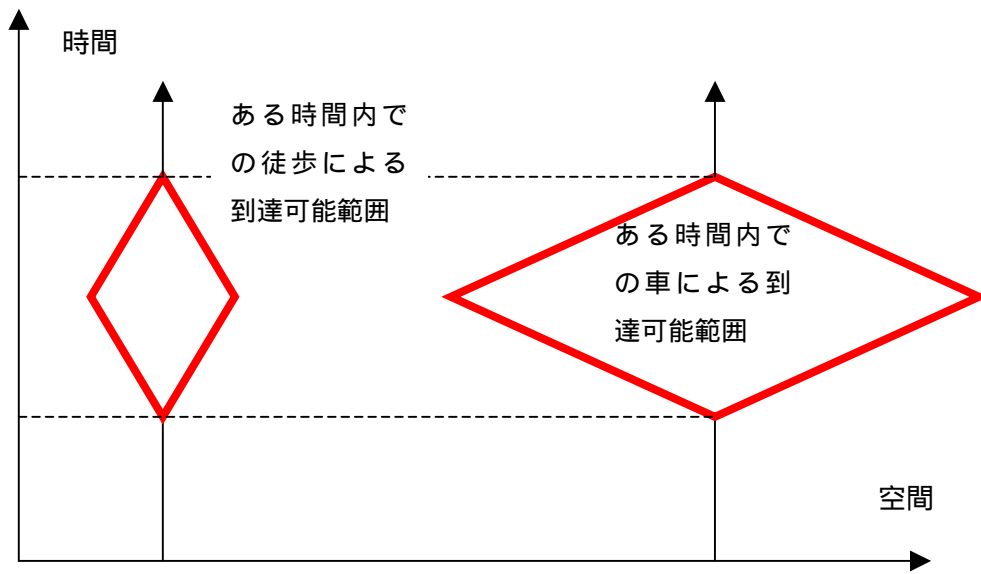 時間
ある時間内で
の徒歩による
到達可能範囲
ある時間内で
の車による到
達可能範囲
空間